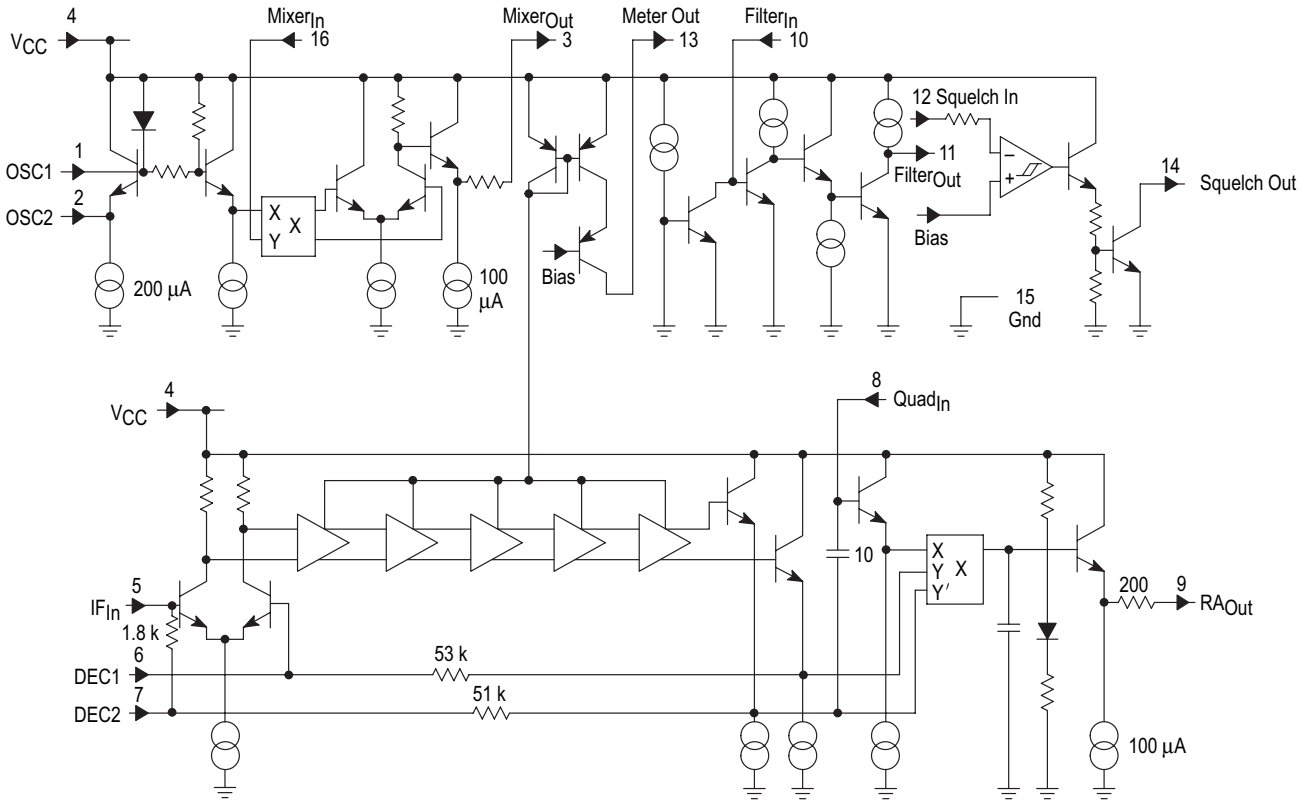 4
VCC
MixerIn
16
MixerOut
3
Meter Out
13
FilterIn
10
12 Squelch In
1
OSC1
2
OSC2
X
Y
X
200 µA
100
µA
Bias
11
FilterOut
−
+
Bias
14
Squelch Out
15
Gnd
4
VCC
8
QuadIn
10
X
Y
Y′
X
5
IFIn
1.8 k
6
DEC1
53 k
7
DEC2
51 k
200
9
RAOut
100 µA